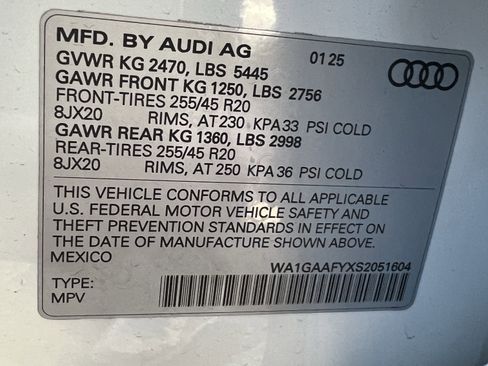 MFD. BY AUDI AG 01 25
GVWR KG 2470, LBS 5445
GAWR FRONT KG 1250, LBS 2756
FRONT-TIRES 255/45 R20
8JX20 RIMS, AT230 KPA33 PSI COLD
GAWR REAR KG 1360, LBS 2998
REAR-TIRES 255/45 R20
8JX20 RIMS, AT 250 KPA 36 PSI COLD
THIS VEHICLE CONFORMS TO ALL APPLICABLE
U.S. FEDERAL MOTOR VEHICLE SAFETY AND
THEFT PREVENTION STANDARDS IN EFFECT ON
THE DATE OF MANUFACTURE SHOWN ABOVE.
MEXICO
WA1GAAFYXS2051604
TYPE:
MPV